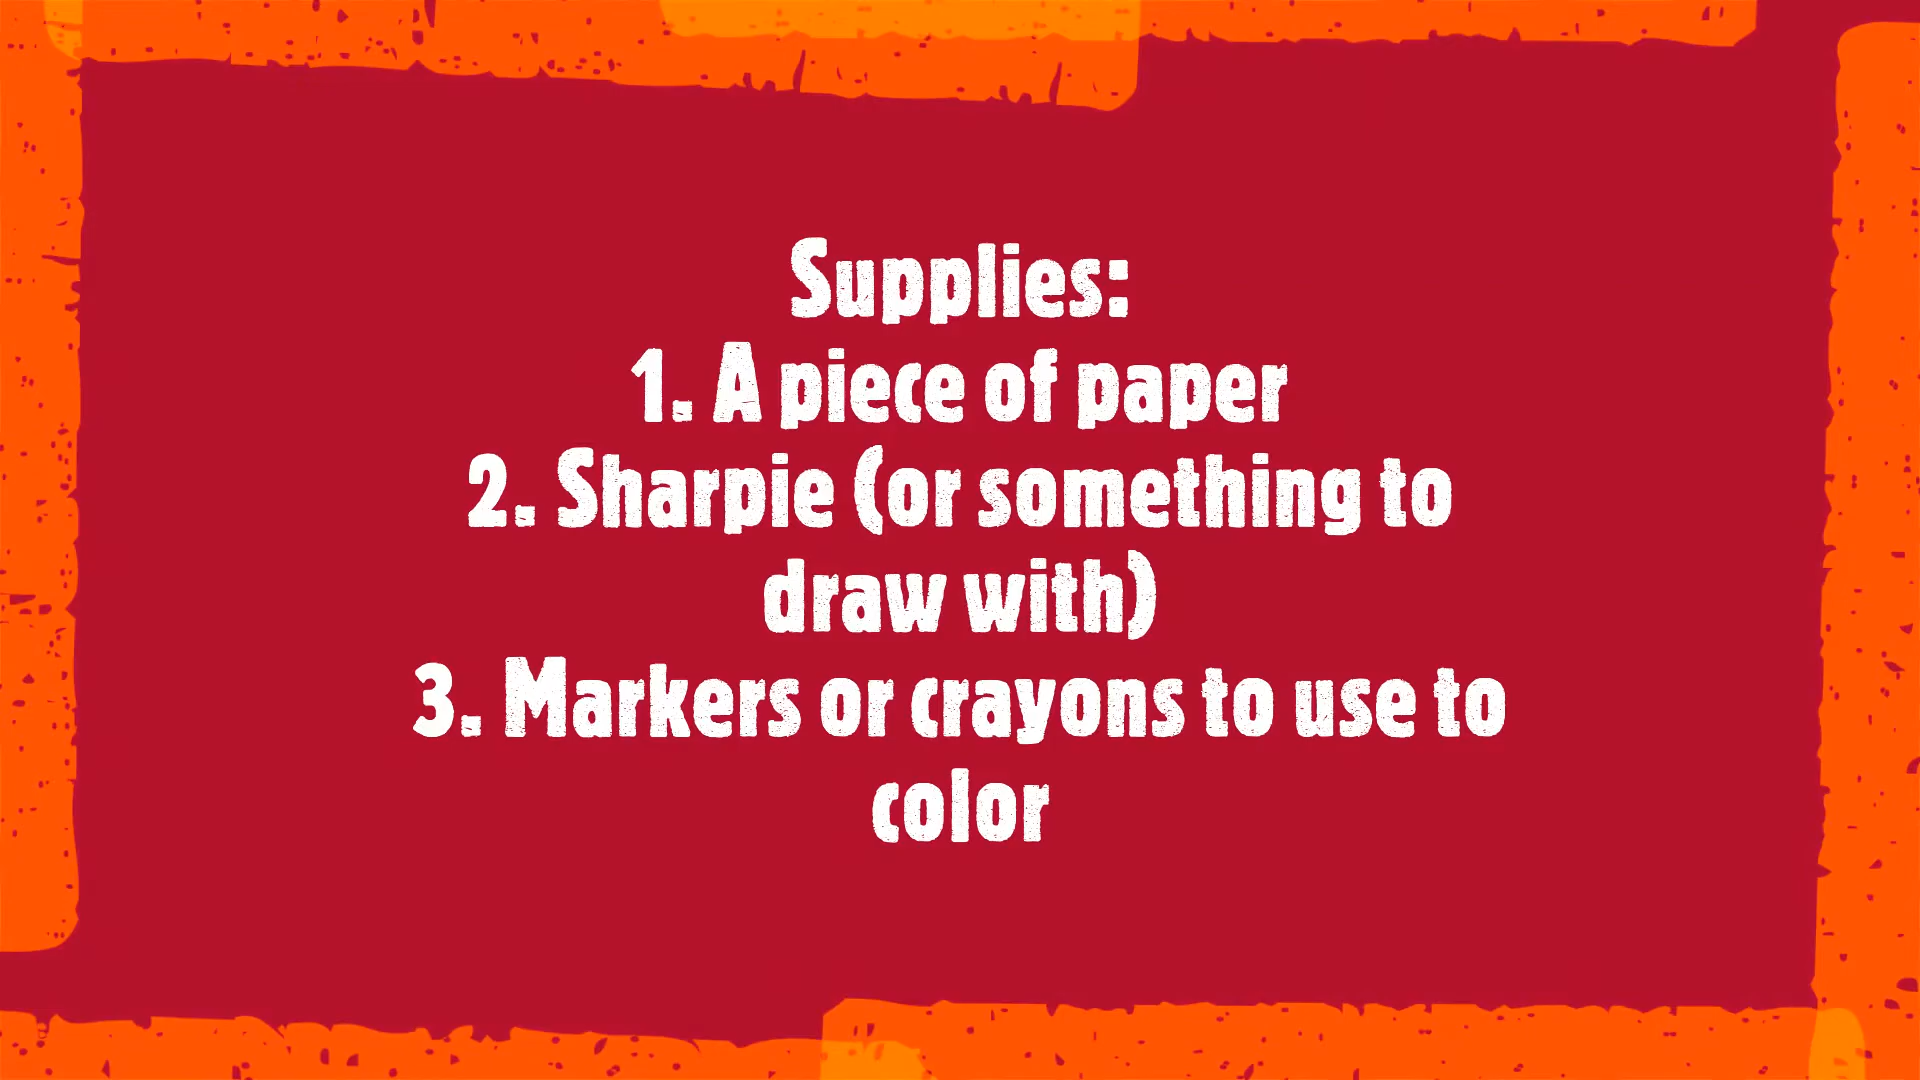 Supplies:
1. A piece of paper
2. Sharpie (or something to
draw with)
3. Markers or crayons to use to
color